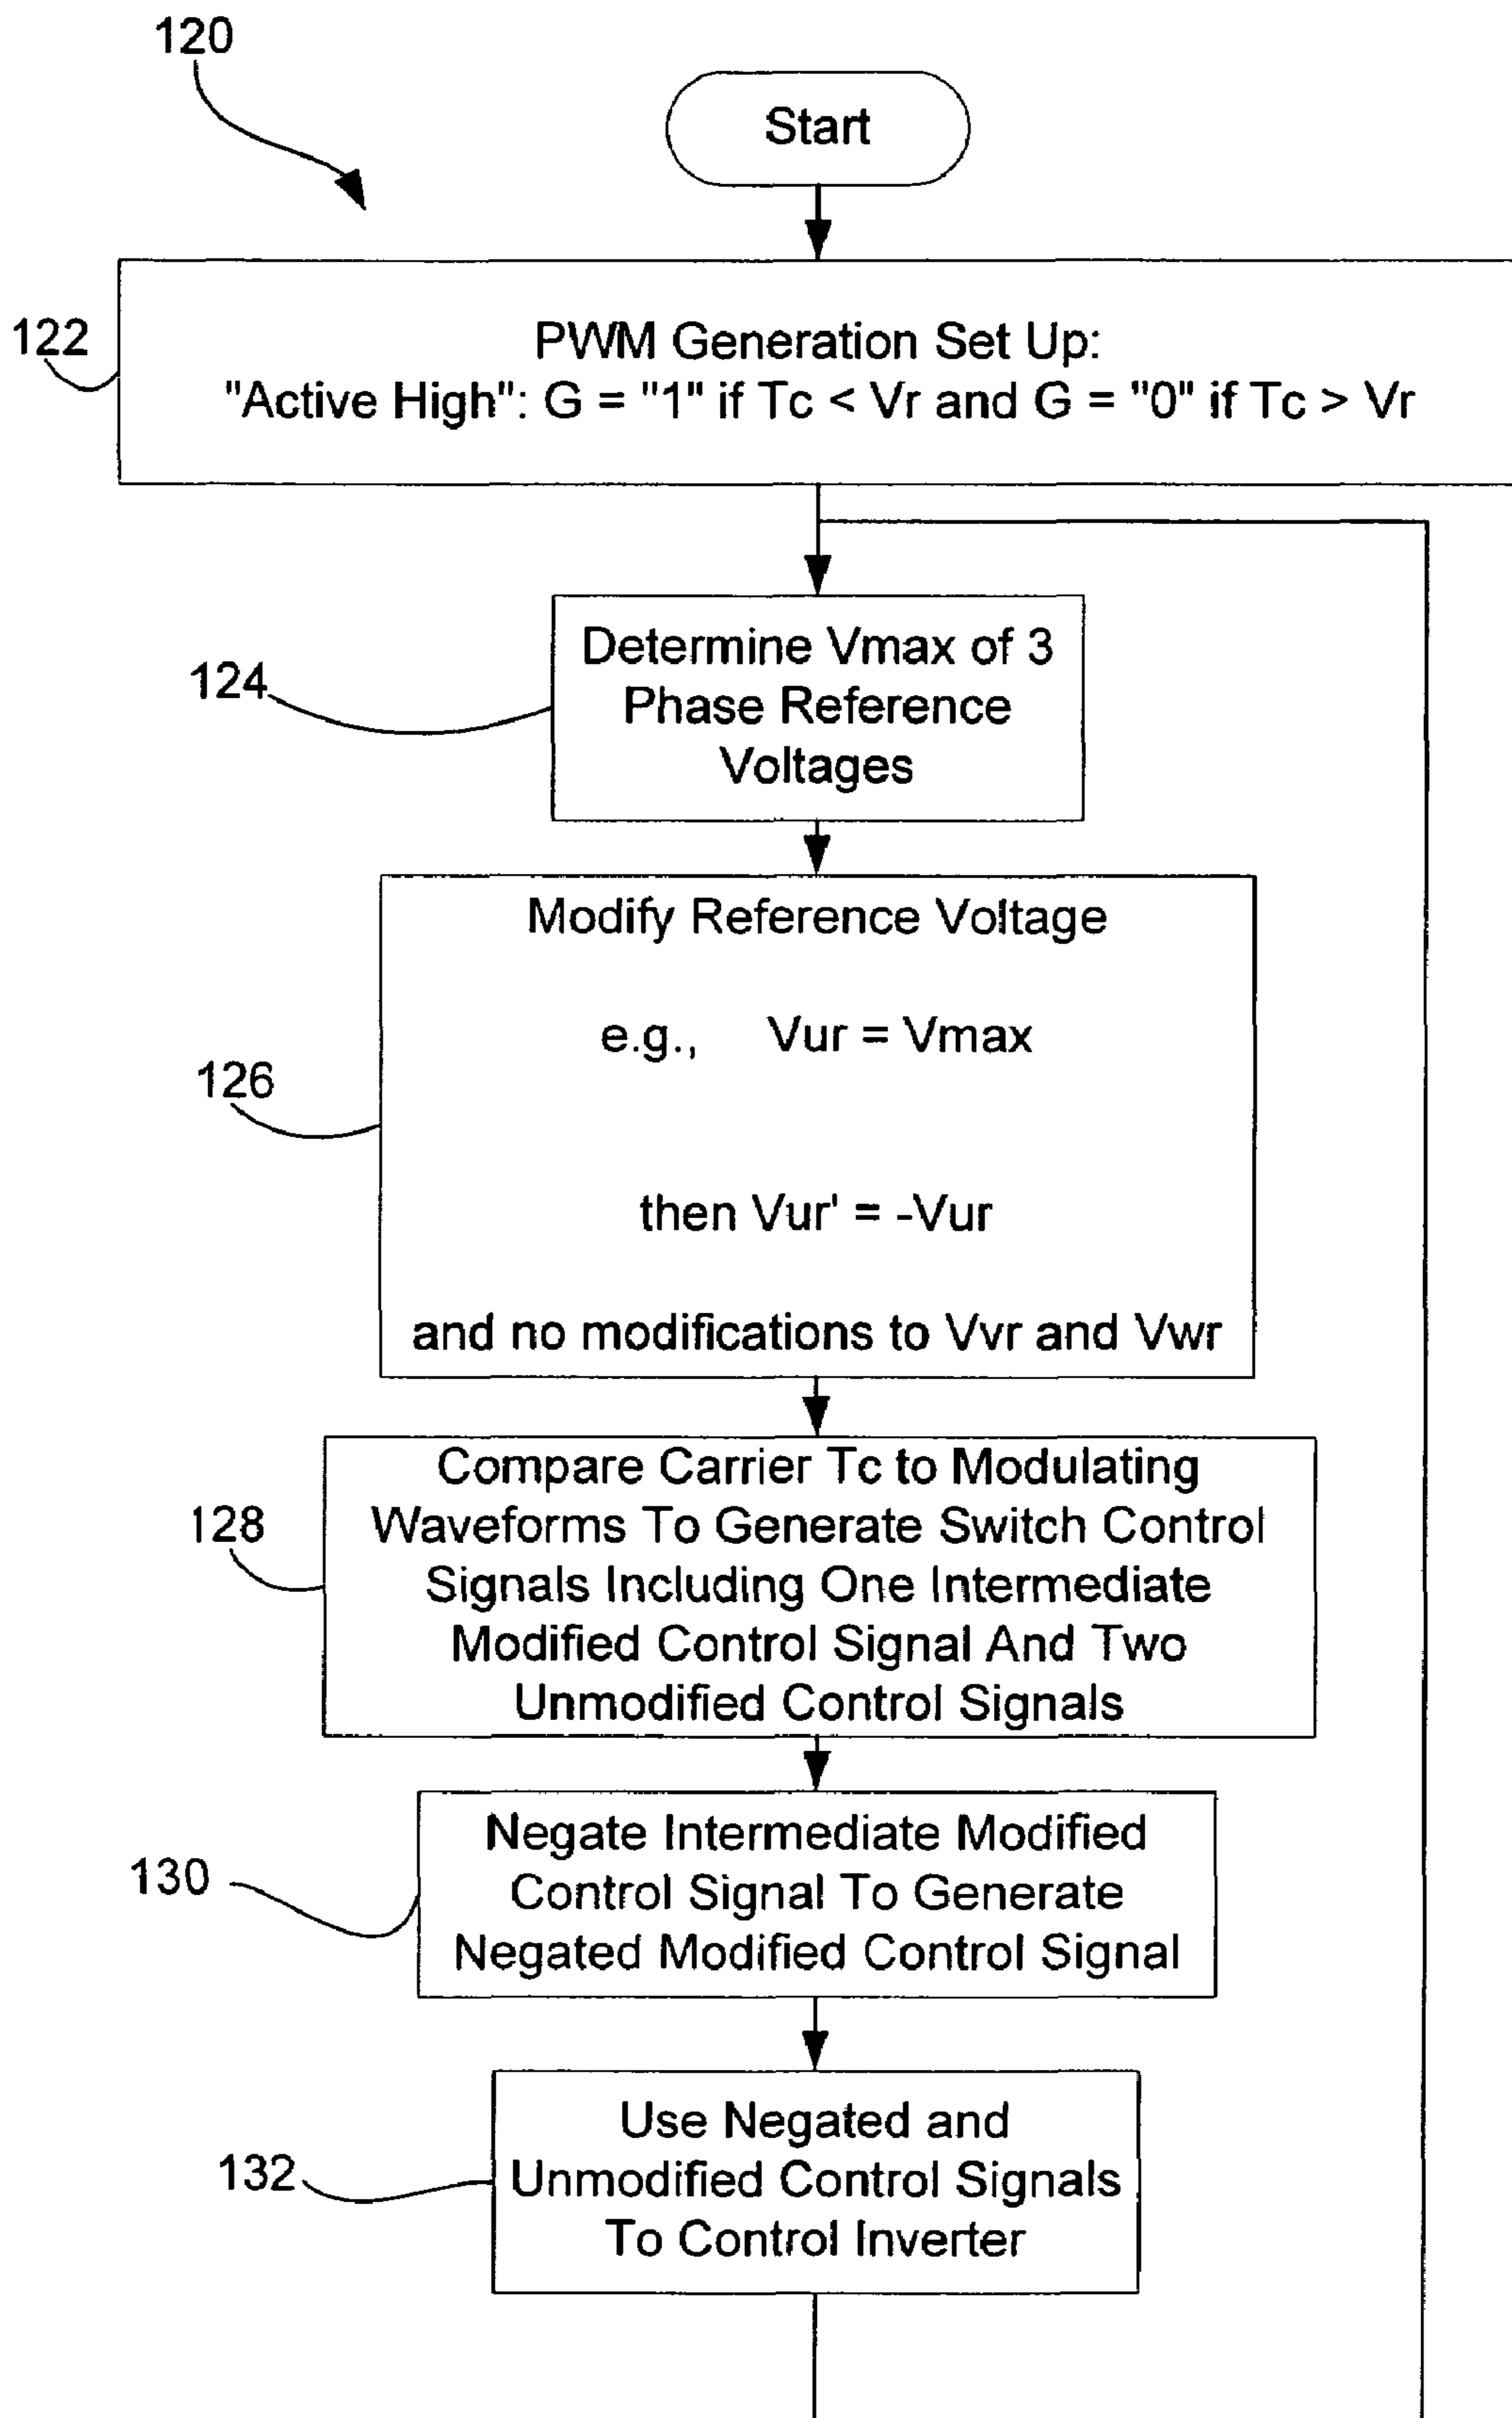 120
Start
122
PWM Generation Set Up:
"Active High": G = "1" if Tc < Vr and G = "0" if Tc > Vr
124
Determine Vmax of 3
Phase Reference
Voltages
126
Modify Reference Voltage
e.g., Vur = Vmax
then Vur' = -Vur
and no modifications to Vvr and Vwr
128
Compare Carrier Tc to Modulating
Waveforms To Generate Switch Control
Signals Including One Intermediate
Modified Control Signal And Two
Unmodified Control Signals
130
Negate Intermediate Modified
Control Signal To Generate
Negated Modified Control Signal
132
Use Negated and
Unmodified Control Signals
To Control Inverter